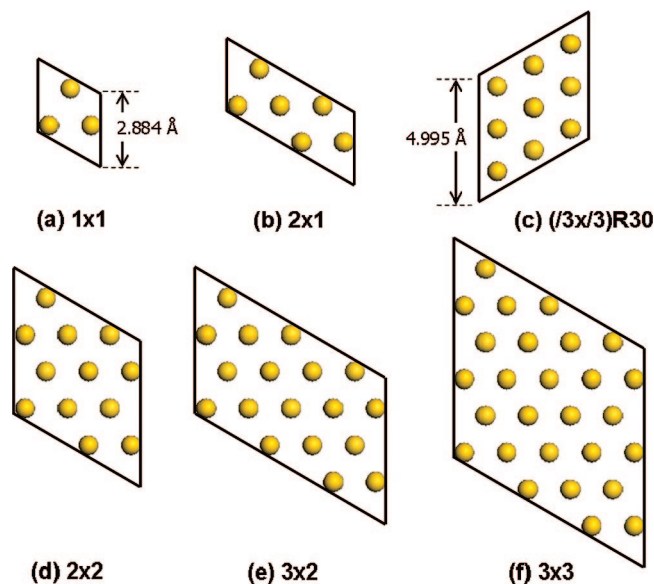 2.884 Å
4.995 Å
(a) 1x1
(b) 2x1
(c) (/3x/3)R30
(d) 2x2
(e) 3x2
(f) 3x3